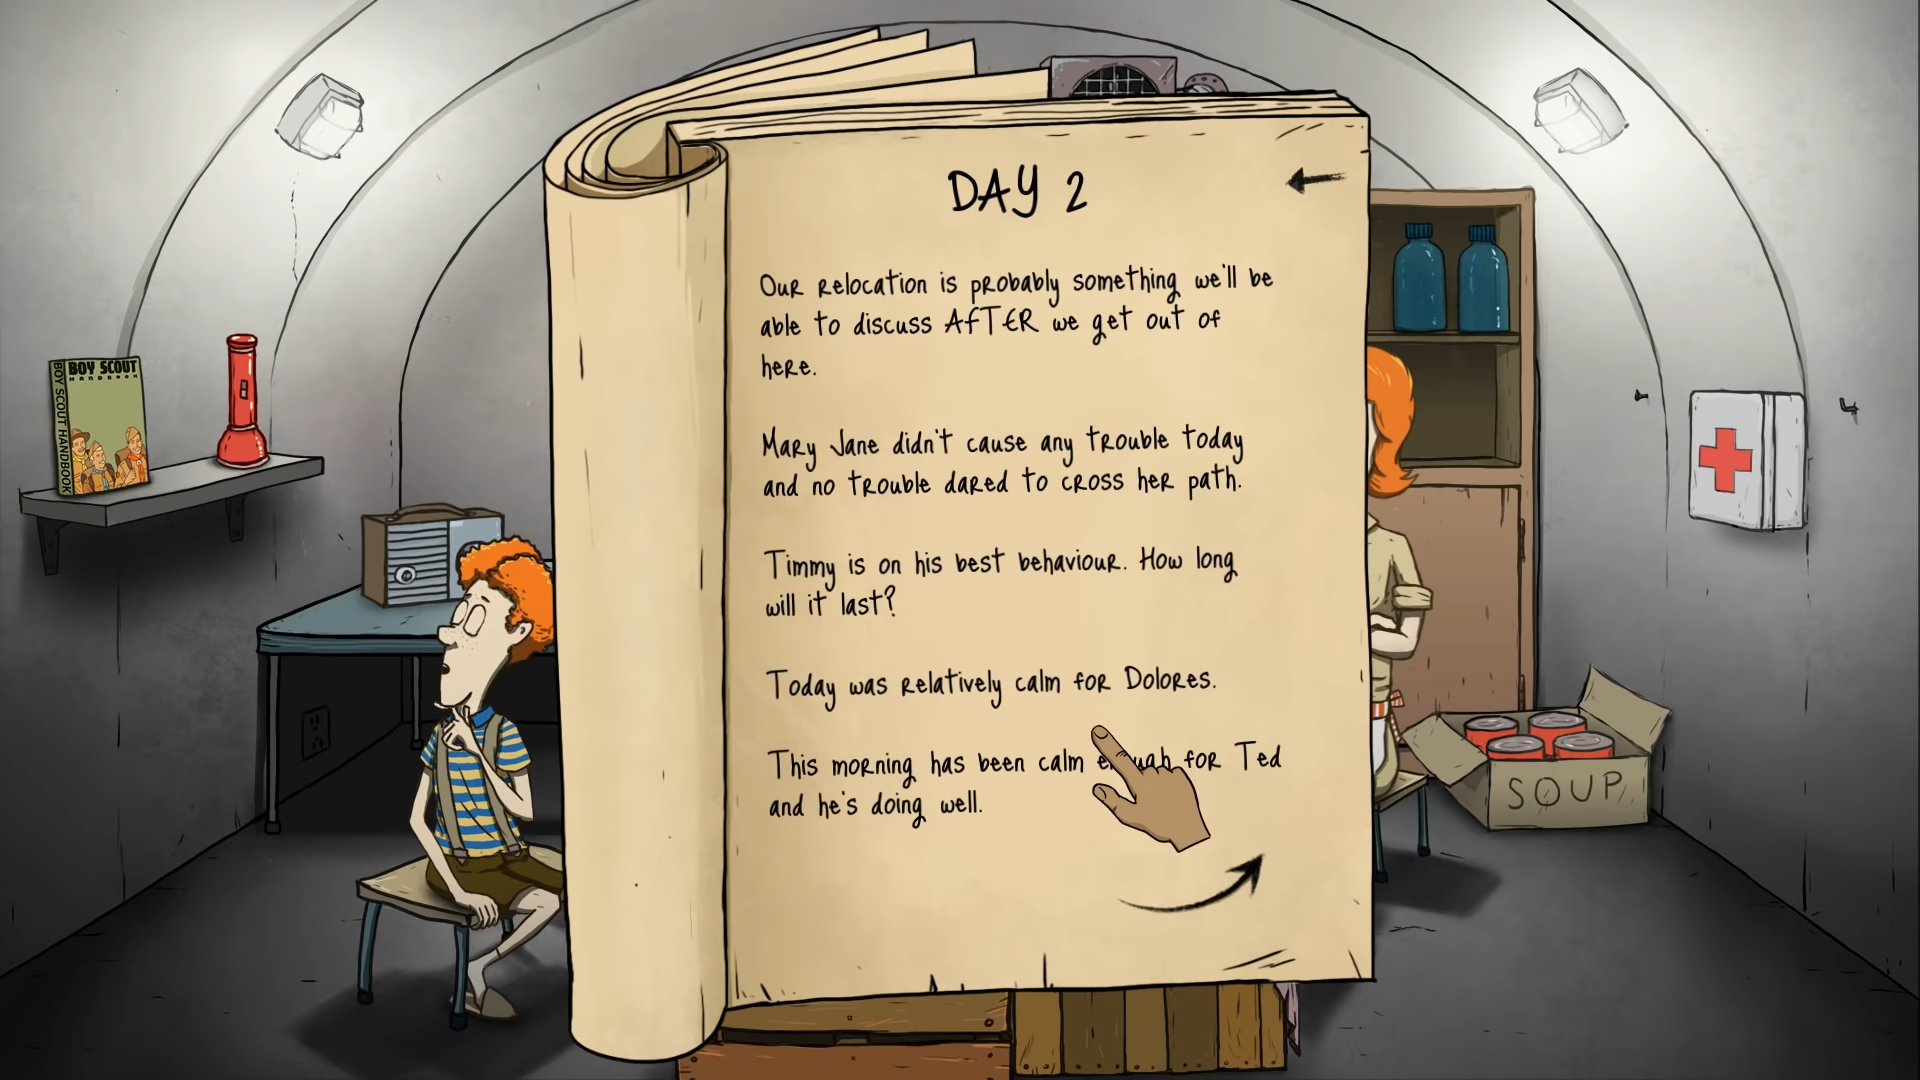 DAY 2
Our relocation is probably something we'll be
able to discuss AFTER we get out of
here.
Mary Jane didn't cause any trouble today
and no trouble dared to cross her path.
Timmy is on his best behaviour. How long
will it last?
Today was relatively calm for Dolores.
This morning has been calm enough for Ted
and he's doing well.
BOY SCOUT
HANDBOOK
BOY SCOUT HANDBOOK
SOUP